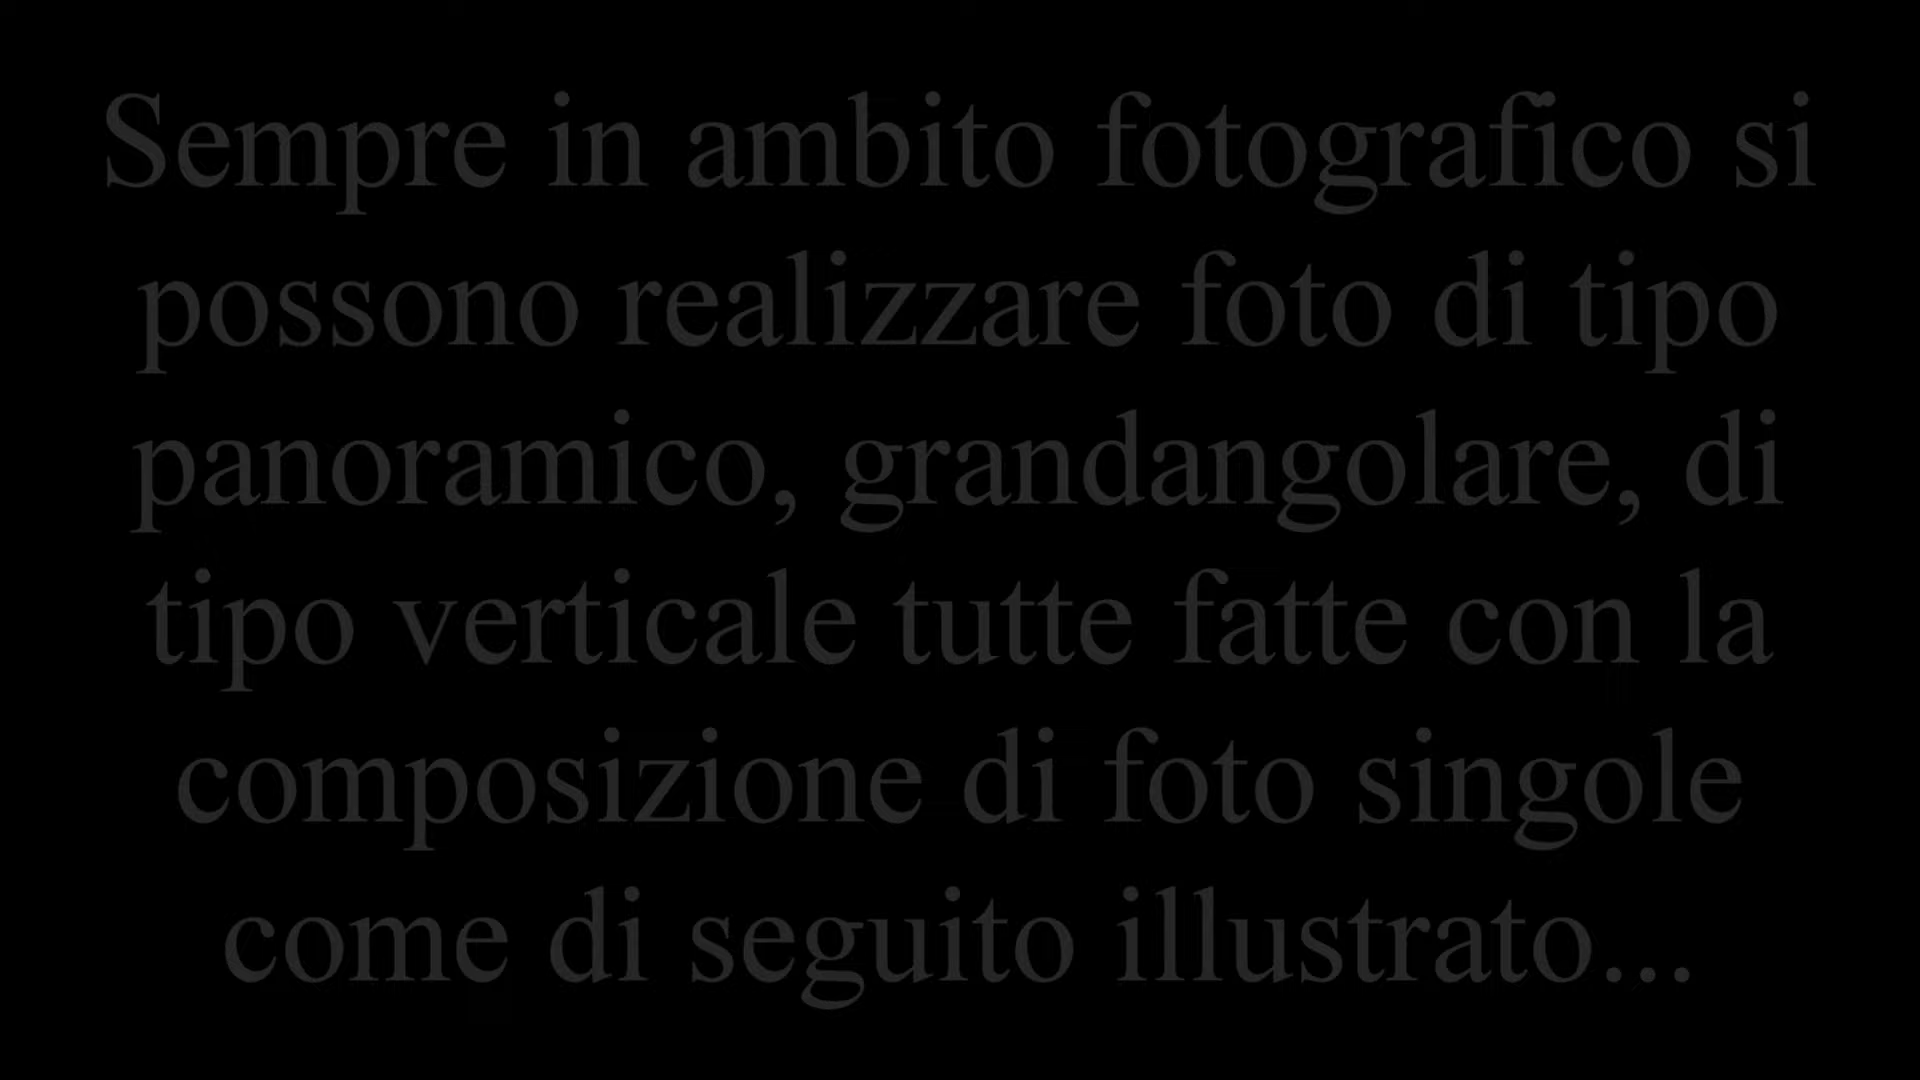 Sempre in ambito fotografico si
possono realizzare foto di tipo
panoramico, grandangolare, di
tipo verticale tutte fatte con la
composizione di foto singole
come di seguito illustrato...